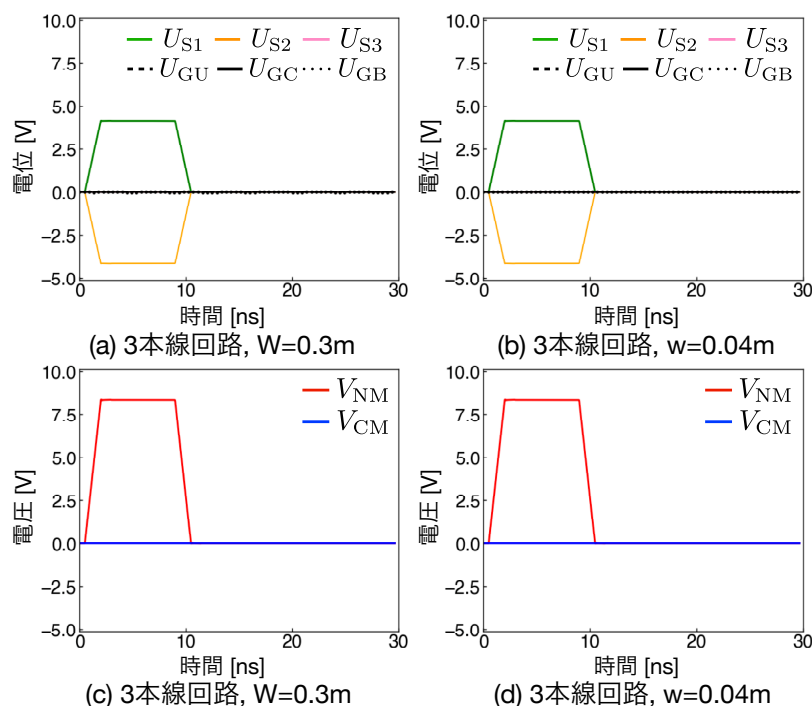 10.0
7.5
5.0
2.5
0.0
−2.5
−5.0
電位 [V]
U_S1 U_S2 U_S3
U_GU U_GC U_GB
0 10 20 30
時間 [ns]
(a) 3本線回路, W=0.3m
10.0
7.5
5.0
2.5
0.0
−2.5
−5.0
電位 [V]
U_S1 U_S2 U_S3
U_GU U_GC U_GB
0 10 20 30
時間 [ns]
(b) 3本線回路, w=0.04m
10.0
7.5
5.0
2.5
0.0
−2.5
−5.0
電圧 [V]
V_NM
V_CM
0 10 20 30
時間 [ns]
(c) 3本線回路, W=0.3m
10.0
7.5
5.0
2.5
0.0
−2.5
−5.0
電圧 [V]
V_NM
V_CM
0 10 20 30
時間 [ns]
(d) 3本線回路, w=0.04m